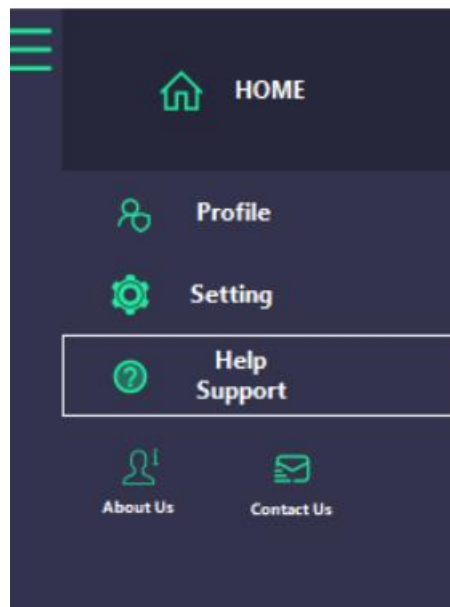 HOME
Profile
Setting
Help
Support
About Us
Contact Us